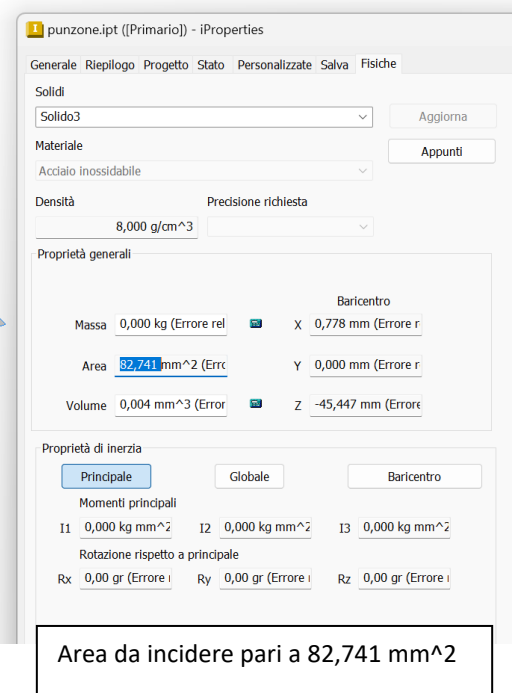 punzone.ipt ([Primario]) - iProperties
Generale Riepilogo Progetto Stato Personalizzate Salva Fisiche
Solidi
Solido3 Aggiorna
Materiale
Acciaio inossidabile Appunti
Densità Precisione richiesta
8,000 g/cm^3
Proprietà generali
Baricentro
Massa 0,000 kg (Errore rel X 0,778 mm (Errore r
Area 82,741 mm^2 (Errc Y 0,000 mm (Errore r
Volume 0,004 mm^3 (Error Z -45,447 mm (Errore
Proprietà di inerzia
Principale Globale Baricentro
Momenti principali
I1 0,000 kg mm^2 I2 0,000 kg mm^2 I3 0,000 kg mm^2
Rotazione rispetto a principale
Rx 0,00 gr (Errore Ry 0,00 gr (Errore Rz 0,00 gr (Errore
Area da incidere pari a 82,741 mm^2